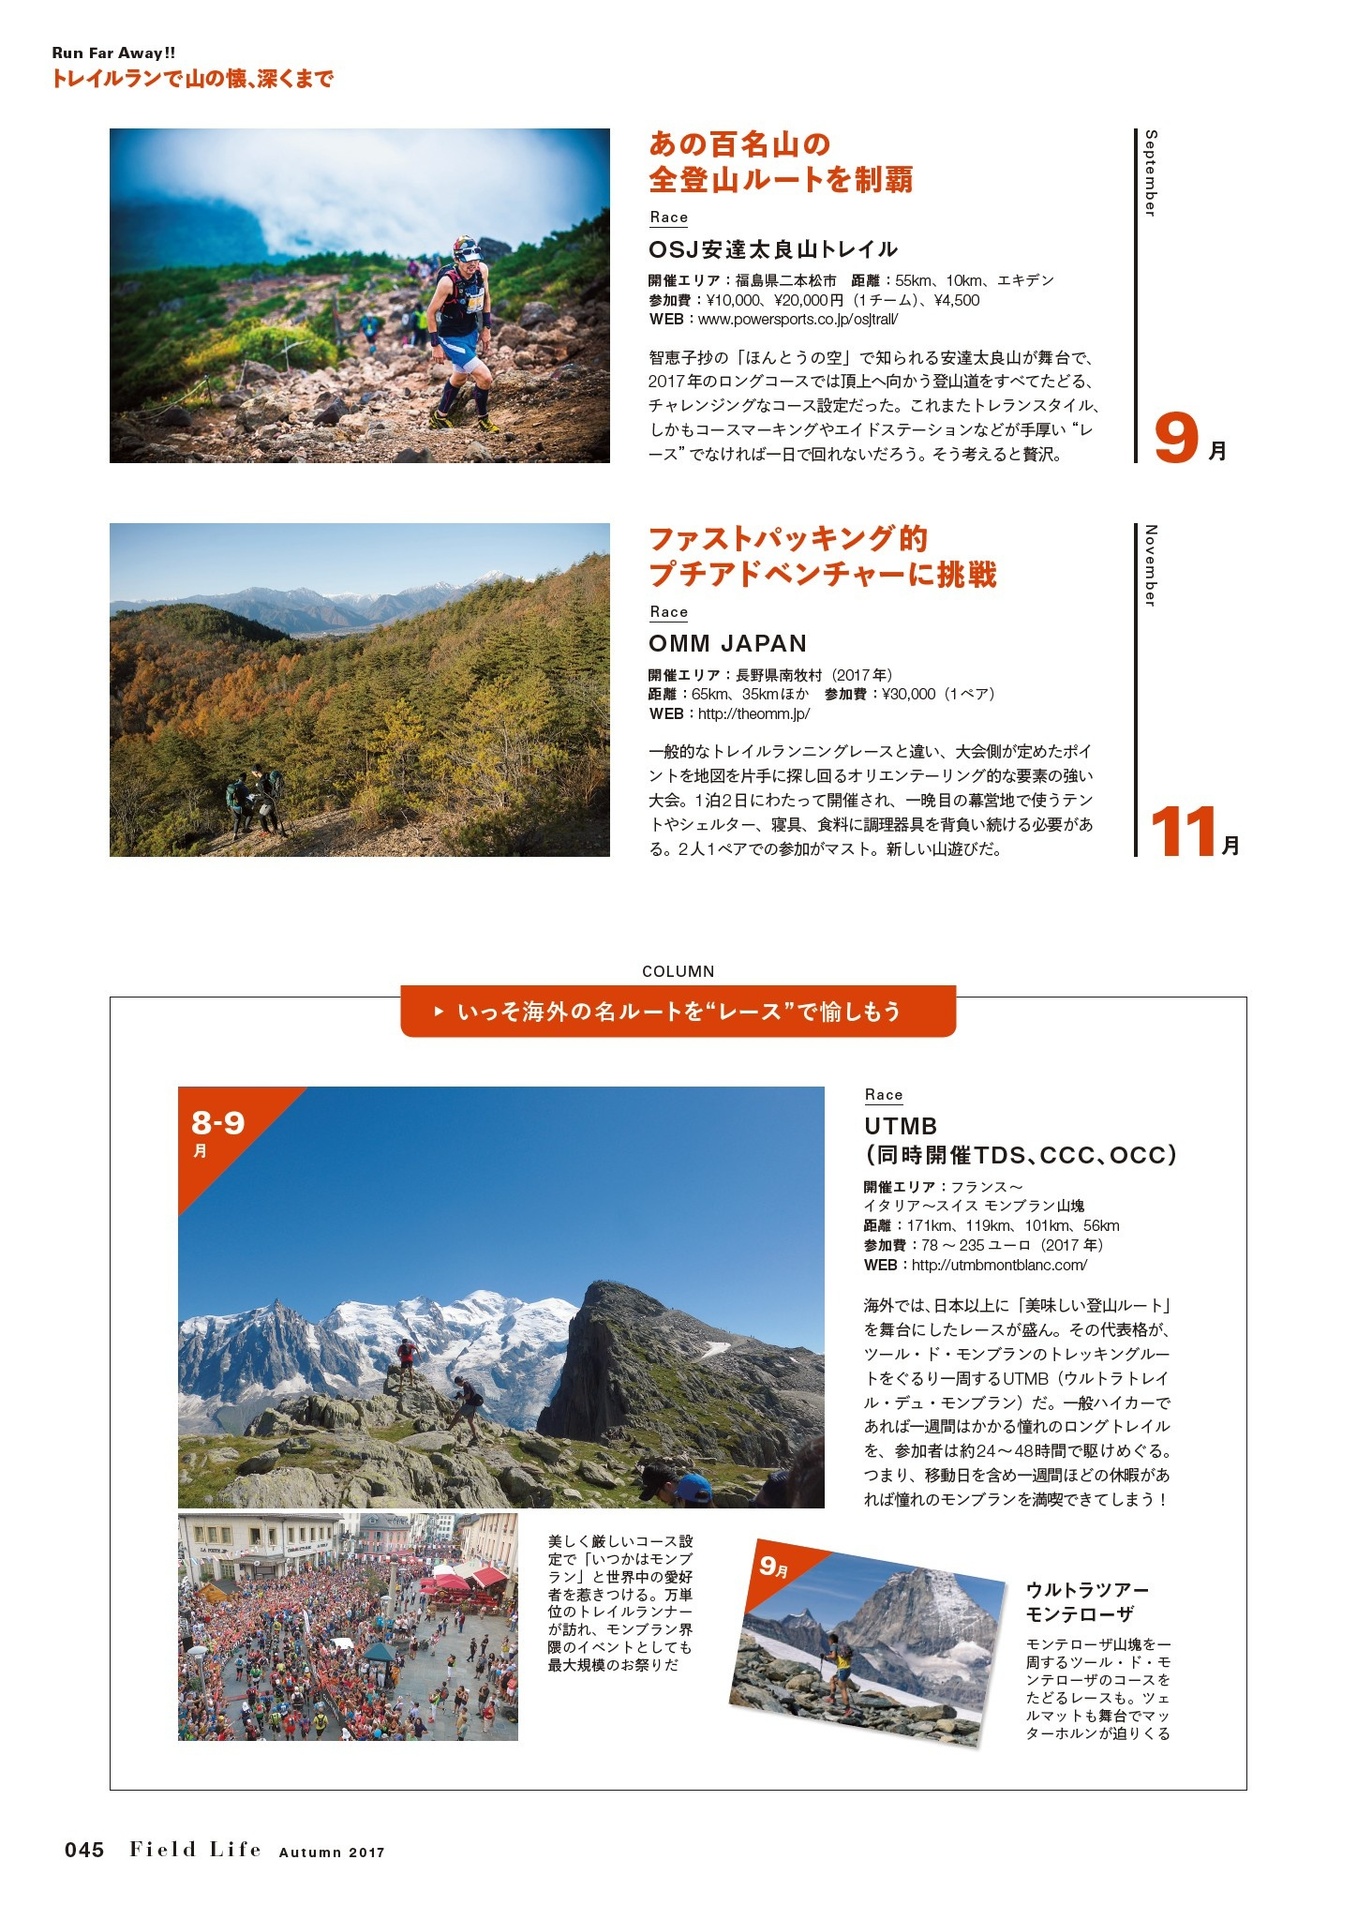 Run Far Away!!
トレイルランで山の懐、深くまで
あの百名山の
全登山ルートを制覇
Race
OSJ安達太良山トレイル
開催エリア：福島県二本松市　距離：55km、10km、エキデン
参加費：¥10,000、¥20,000円（1チーム）、¥4,500
WEB：www.powersports.co.jp/osjtrail/
智恵子抄の「ほんとうの空」で知られる安達太良山が舞台で、
2017年のロングコースでは頂上へ向かう登山道をすべてたどる、
チャレンジングなコース設定だった。これまたトレランスタイル、
しかもコースマーキングやエイドステーションなどが手厚い“レ
ース”でなければ一日で回れないだろう。そう考えると贅沢。
September
9月
ファストパッキング的
プチアドベンチャーに挑戦
Race
OMM JAPAN
開催エリア：長野県南牧村（2017年）
距離：65km、35kmほか　参加費：¥30,000（1ペア）
WEB：http://theomm.jp/
一般的なトレイルランニングレースと違い、大会側が定めたポイ
ントを地図を片手に探し回るオリエンテーリング的な要素の強い
大会。1泊2日にわたって開催され、一晩目の幕営地で使うテン
トやシェルター、寝具、食料に調理器具を背負い続ける必要があ
る。2人1ペアでの参加がマスト。新しい山遊びだ。
November
11月
COLUMN
▶ いっそ海外の名ルートを“レース”で愉しもう
8-9
月
Race
UTMB
（同時開催TDS、CCC、OCC）
開催エリア：フランス〜
イタリア〜スイス モンブラン山塊
距離：171km、119km、101km、56km
参加費：78 〜 235 ユーロ（2017 年）
WEB：http://utmbmontblanc.com/
海外では、日本以上に「美味しい登山ルート」
を舞台にしたレースが盛ん。その代表格が、
ツール・ド・モンブランのトレッキングルー
トをぐるり一周するUTMB（ウルトラトレイ
ル・デュ・モンブラン）だ。一般ハイカーで
あれば一週間はかかる憧れのロングトレイル
を、参加者は約24〜48時間で駆けめぐる。
つまり、移動日を含め一週間ほどの休暇があ
れば憧れのモンブランを満喫できてしまう！
美しく厳しいコース設
定で「いつかはモンブ
ラン」と世界中の愛好
者を惹きつける。万単
位のトレイルランナー
が訪れ、モンブラン界
隈のイベントとしても
最大規模のお祭りだ
9月
ウルトラツアー
モンテローザ
モンテローザ山塊を一
周するツール・ド・モ
ンテローザのコースを
たどるレースも。ツェ
ルマットも舞台でマッ
ターホルンが迫りくる
045 Field Life Autumn 2017